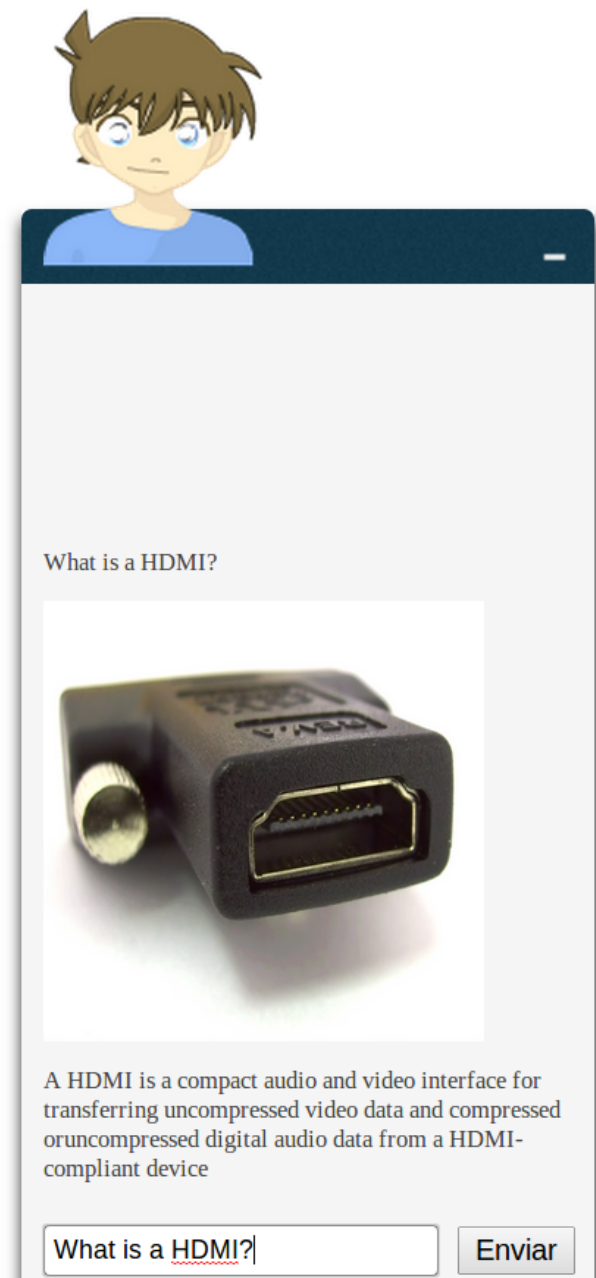 What is a HDMI?
A HDMI is a compact audio and video interface for
transferring uncompressed video data and compressed
oruncompressed digital audio data from a HDMI-
compliant device
What is a HDMI?
Enviar